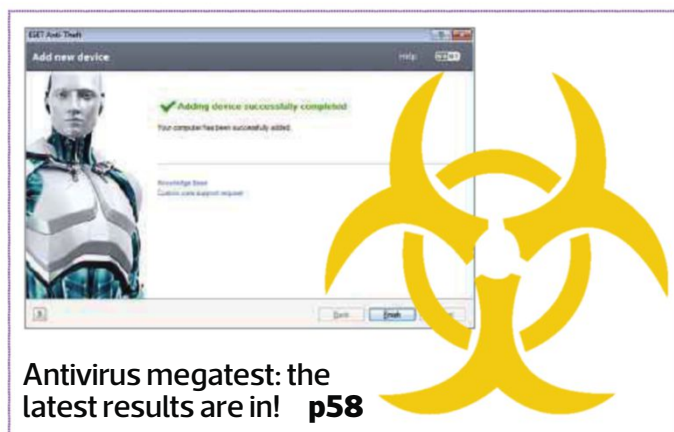 ESET Anti-Theft
Add new device
Help
Adding device successfully completed
Your computer has been successfully added.
Knowledge Base
Custom care support request
Back
Finish
Antivirus megatest: the
latest results are in! p58